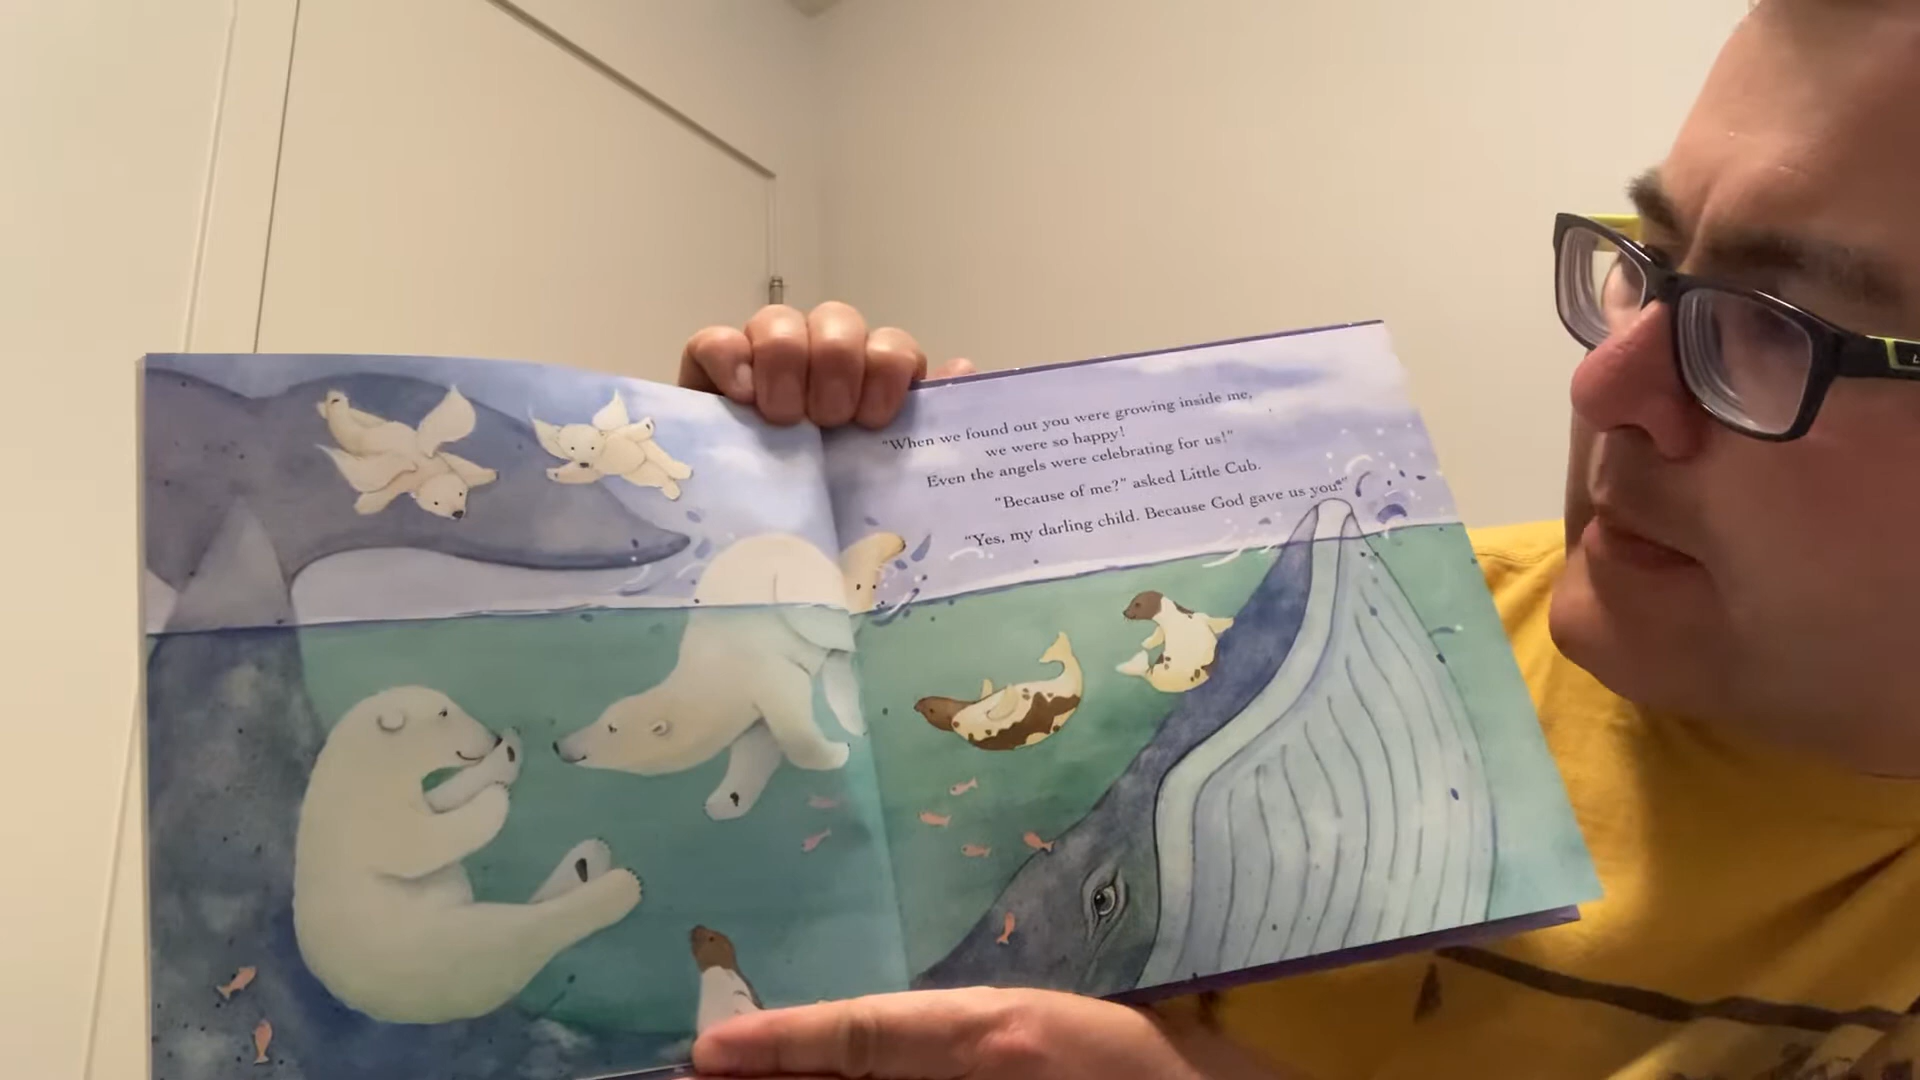 "When we found out you were growing inside me,
we were so happy!
Even the angels were celebrating for us!"
"Because of me?" asked Little Cub.
"Yes, my darling child. Because God gave us you."